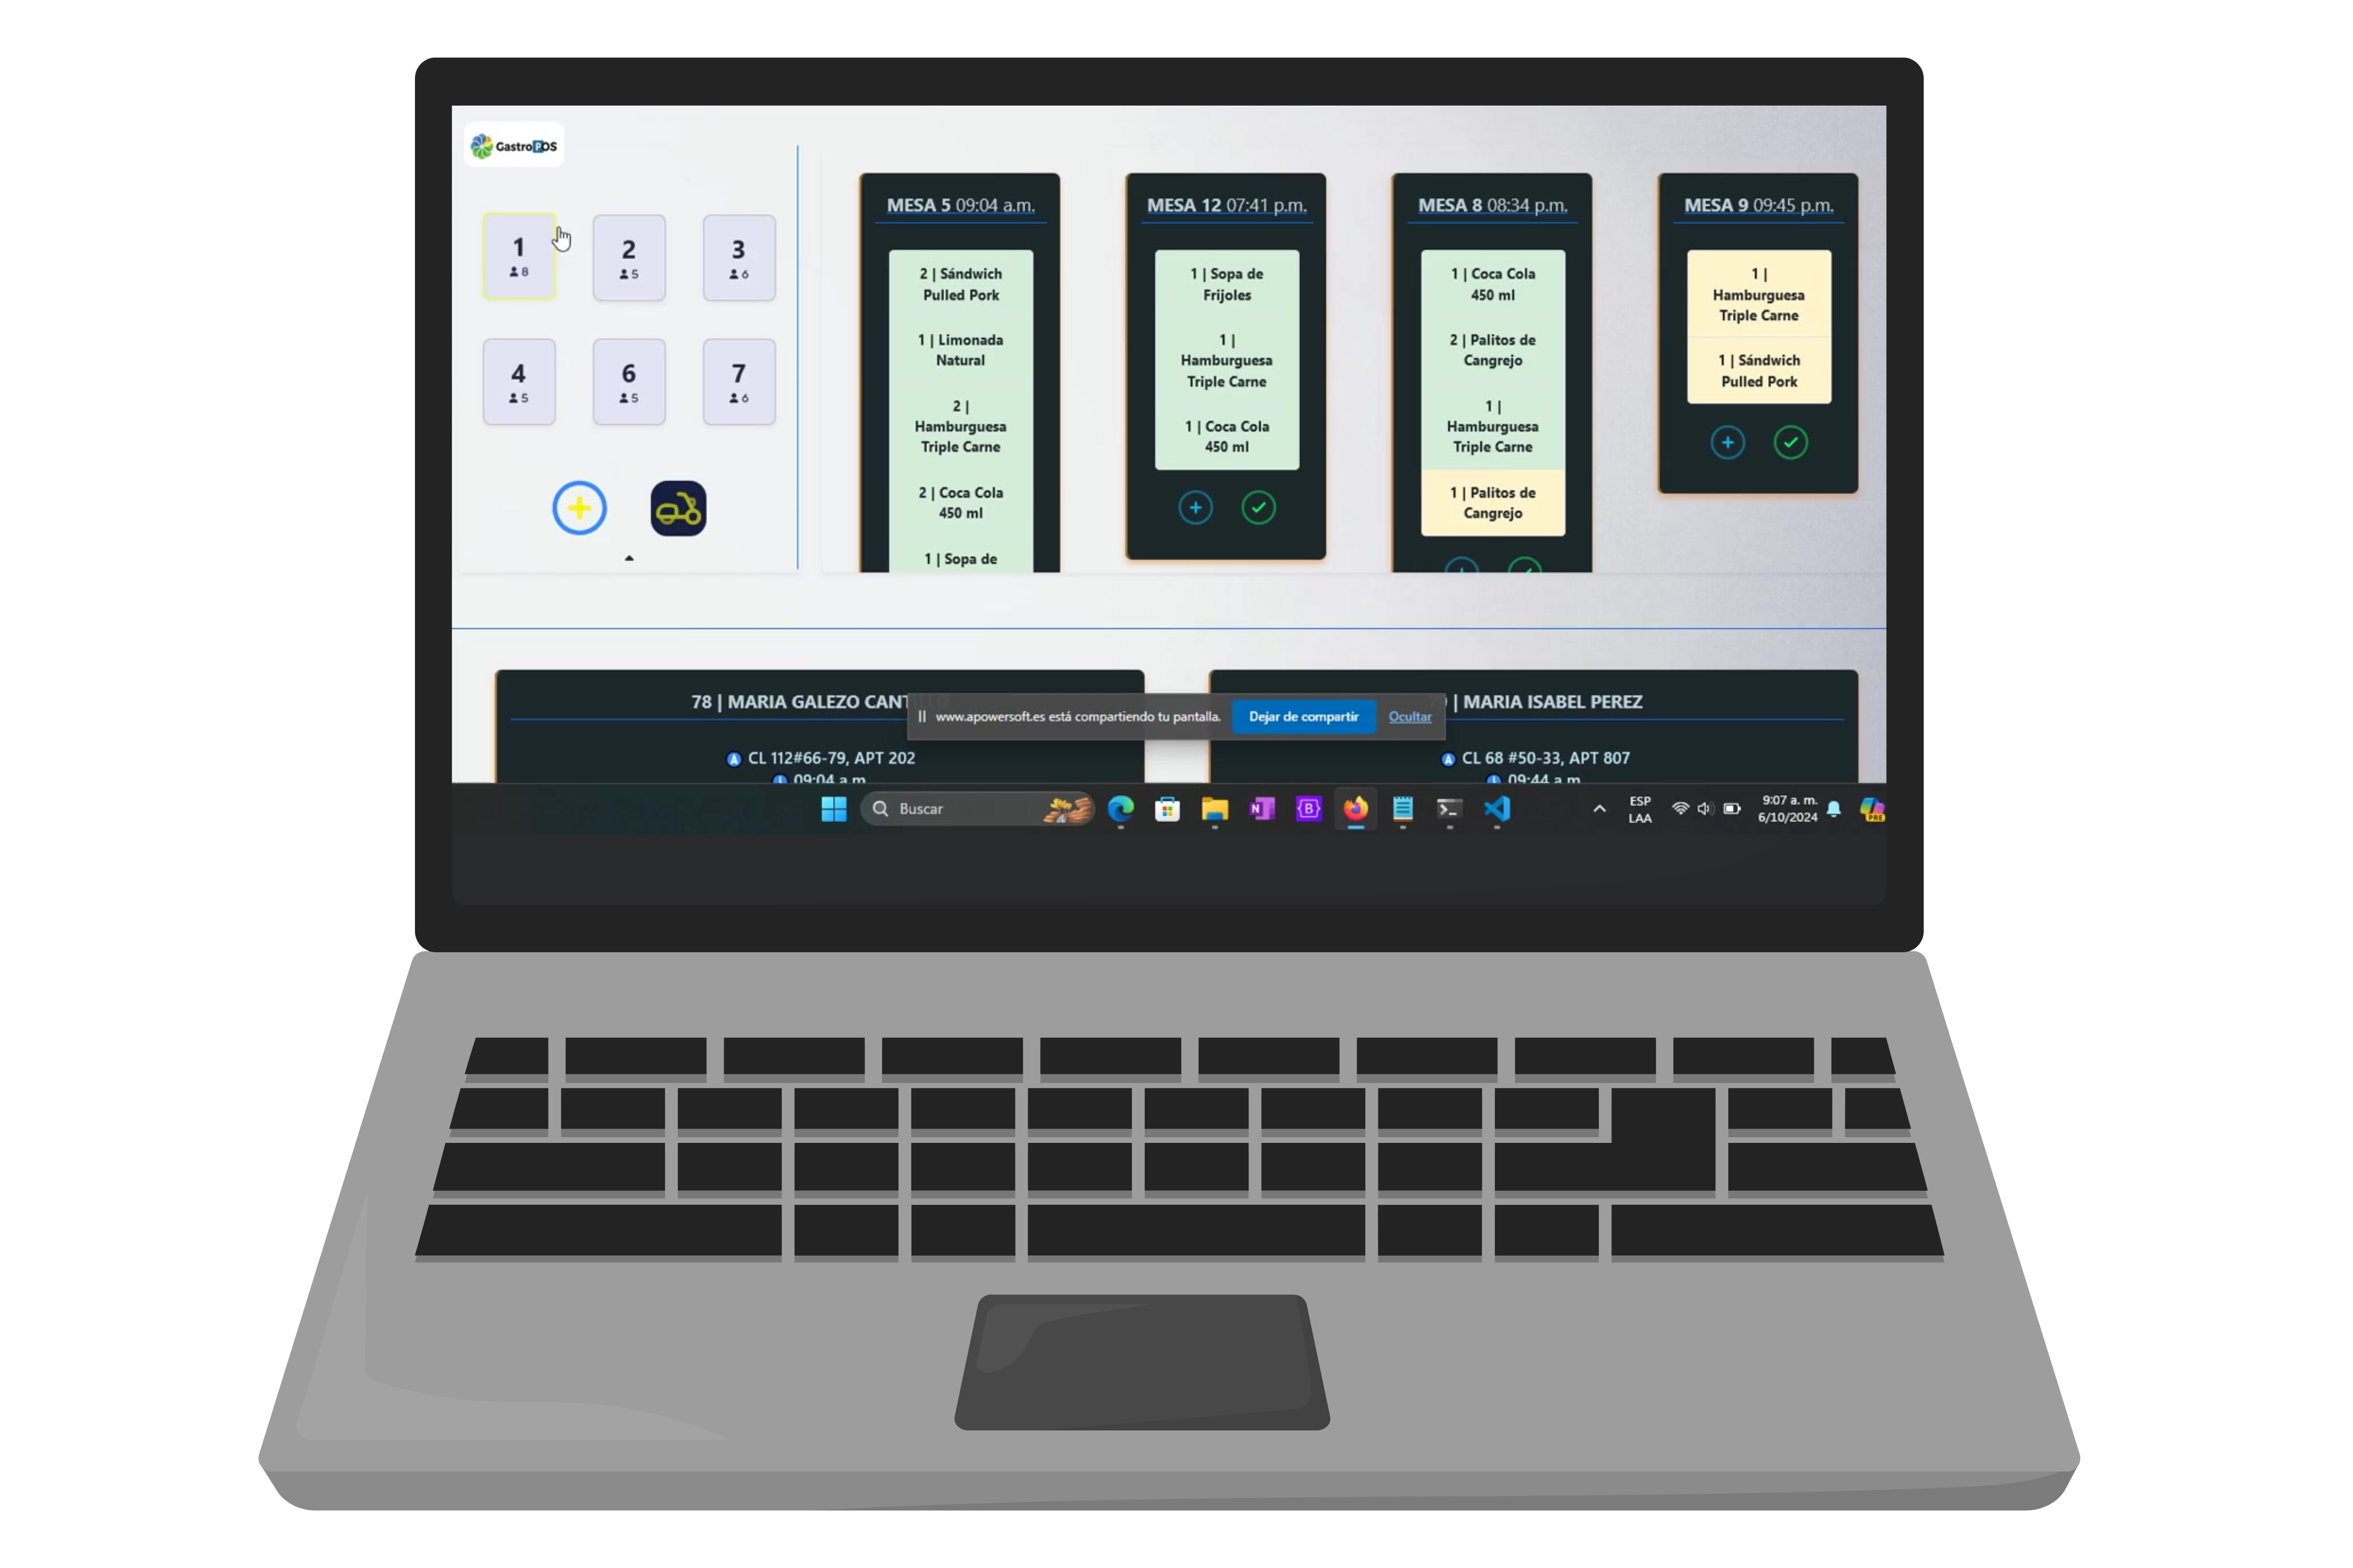 GastroPOS
1
8
2
5
3
6
4
5
6
5
7
6
MESA 5 09:04 a.m.
2 | Sándwich
Pulled Pork
1 | Limonada
Natural
2 |
Hamburguesa
Triple Carne
2 | Coca Cola
450 ml
1 | Sopa de
MESA 12 07:41 p.m.
1 | Sopa de
Frijoles
1 |
Hamburguesa
Triple Carne
1 | Coca Cola
450 ml
MESA 8 08:34 p.m.
1 | Coca Cola
450 ml
2 | Palitos de
Cangrejo
1 |
Hamburguesa
Triple Carne
1 | Palitos de
Cangrejo
MESA 9 09:45 p.m.
1 |
Hamburguesa
Triple Carne
1 | Sándwich
Pulled Pork
78 | MARIA GALEZO
CL 112#66-79, APT 202
09:04 a.m.
| MARIA ISABEL PEREZ
CL 68 #50-33, APT 807
09:44 a.m.
www.apowersoft.es está compartiendo tu pantalla.
Dejar de compartir
Ocultar
Buscar
ESP
LAA
9:07 a. m.
6/10/2024
PRE